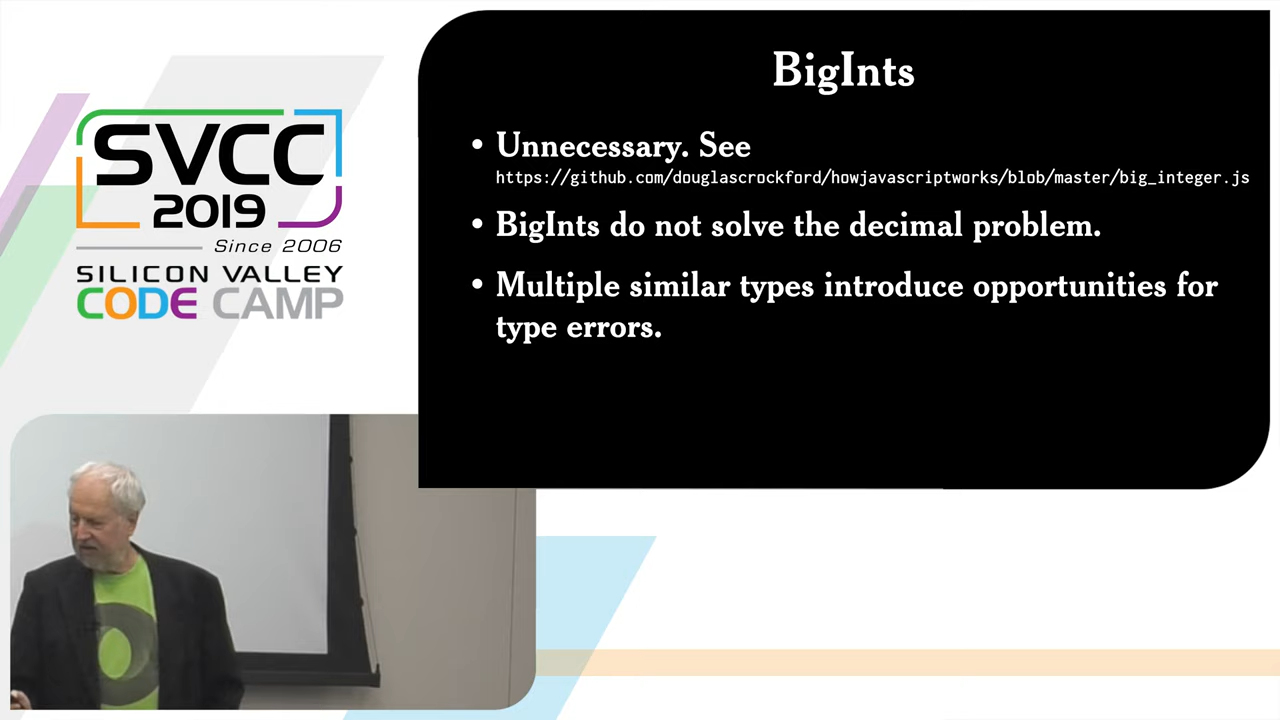 SVCC
2019
Since 2006
SILICON VALLEY
CODE CAMP
BigInts
• Unnecessary. See
https://github.com/douglascrockford/howjavascriptworks/blob/master/big_integer.js
• BigInts do not solve the decimal problem.
• Multiple similar types introduce opportunities for
type errors.